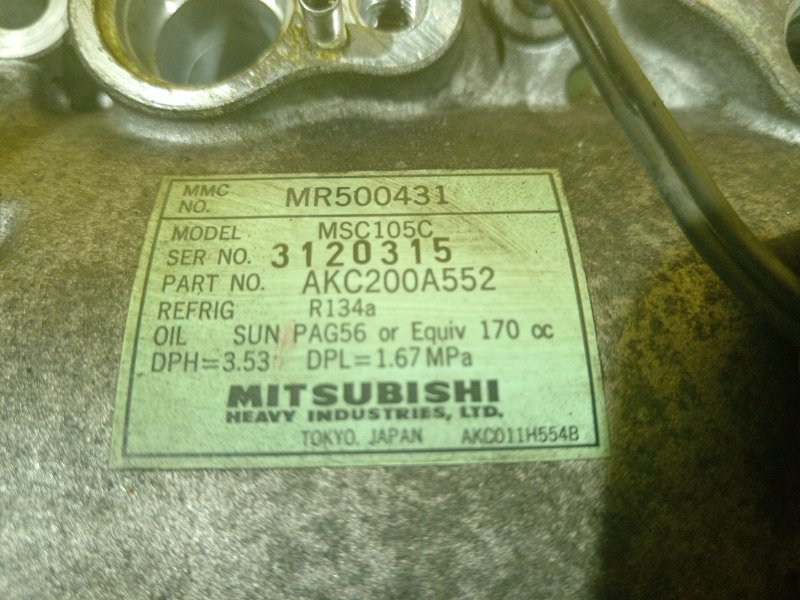 MMC NO. MR500431
MODEL MSC105C
SER NO. 3120315
PART NO. AKC200A552
REFRIG R134a
OIL SUN PAG56 or Equiv 170 cc
DPH=3.53 DPL=1.67 MPa
MITSUBISHI
HEAVY INDUSTRIES, LTD.
TOKYO, JAPAN AKC011H554B